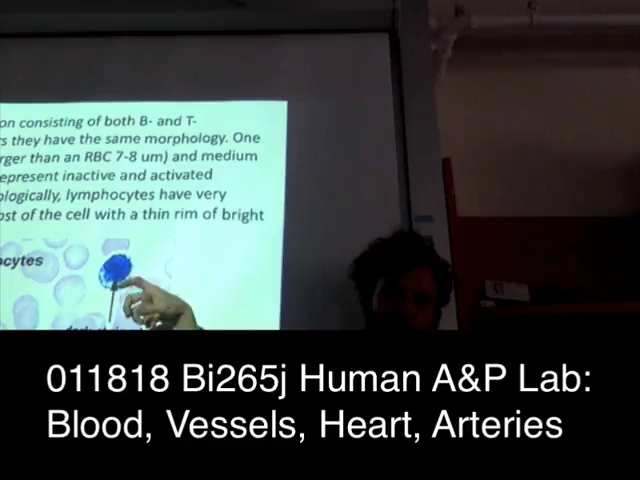 on consisting of both B- and T-
s they have the same morphology. One
rger than an RBC 7-8 um) and medium
epresent inactive and activated
ologically, lymphocytes have very
ost of the cell with a thin rim of bright
ocytes
011818 Bi265j Human A&P Lab:
Blood, Vessels, Heart, Arteries